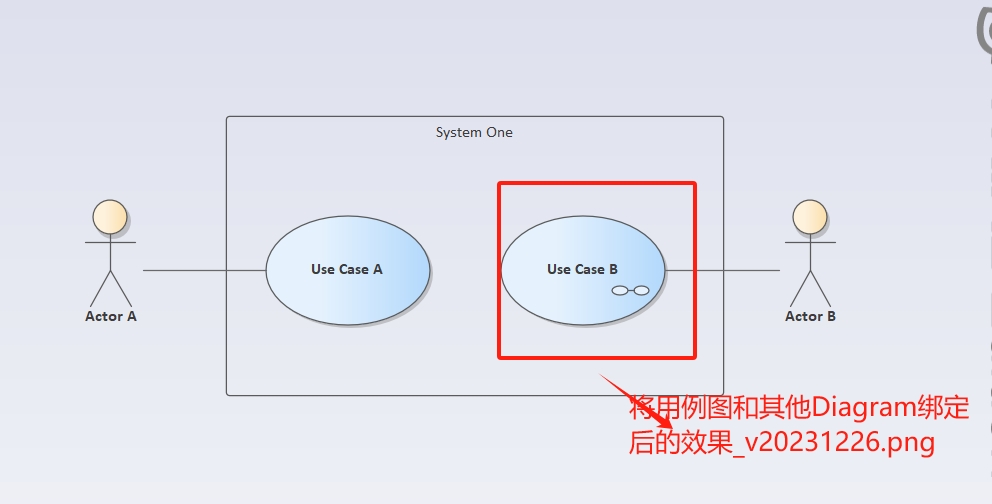 System One
Use Case A
Use Case B
Actor A
Actor B
将用例图和其他Diagram绑定
后的效果_v20231226.png